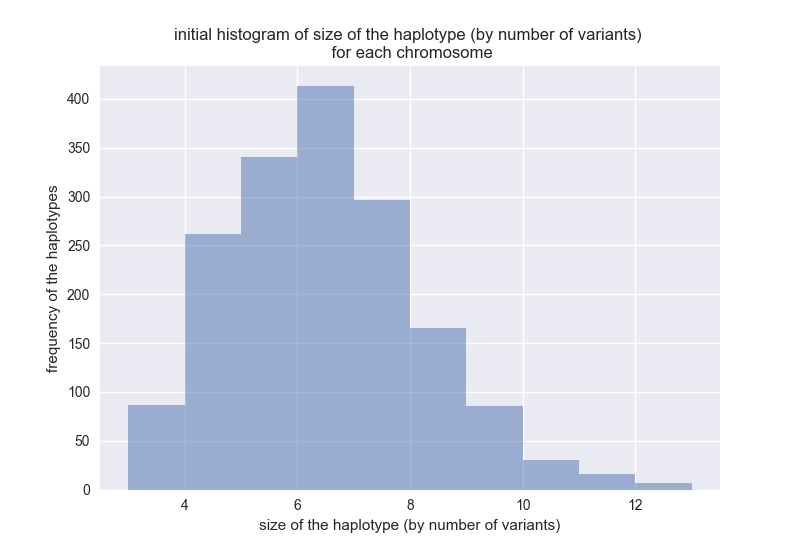 initial histogram of size of the haplotype (by number of variants)
for each chromosome
400
350
300
250
200
150
100
50
0
frequency of the haplotypes
4 6 8 10 12
size of the haplotype (by number of variants)